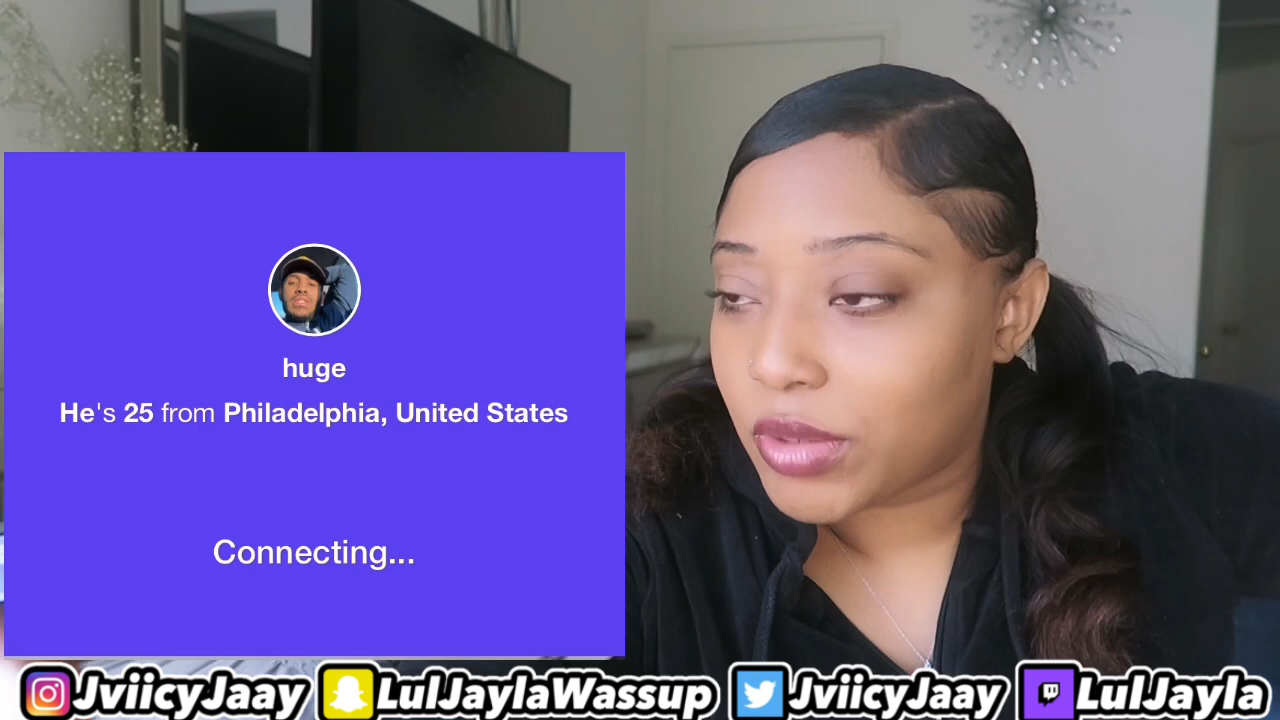 huge
He's 25 from Philadelphia, United States
Connecting...
JviicyJaay LulJaylaWassup JviicyJaay LulJayla